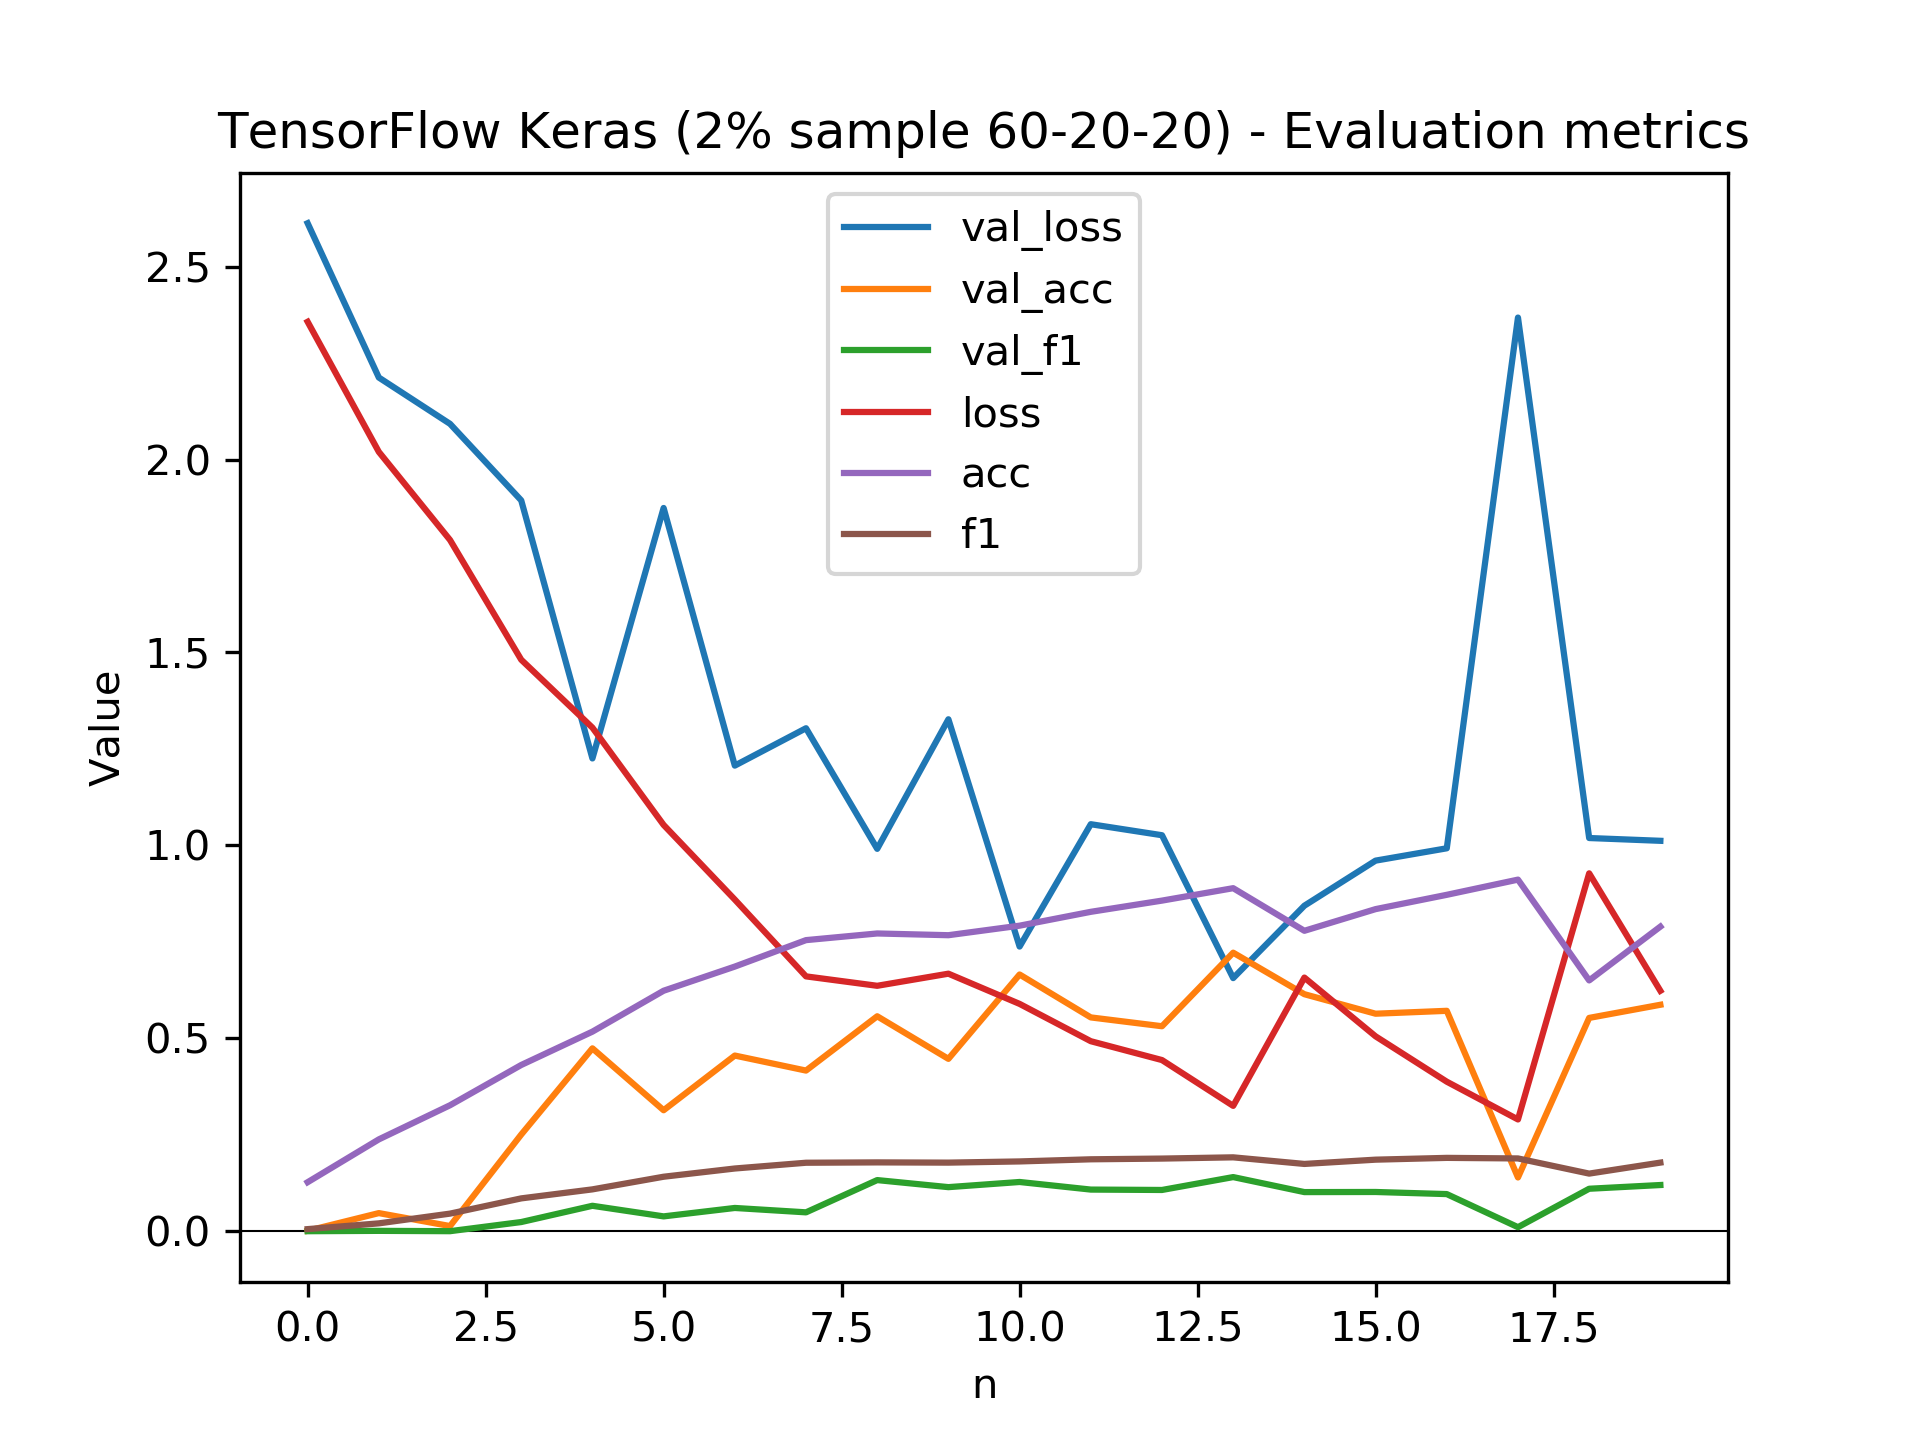 TensorFlow Keras (2% sample 60-20-20) - Evaluation metrics
val_loss
val_acc
val_f1
loss
acc
f1
Value
2.5
2.0
1.5
1.0
0.5
0.0
0.0 2.5 5.0 7.5 10.0 12.5 15.0 17.5
n